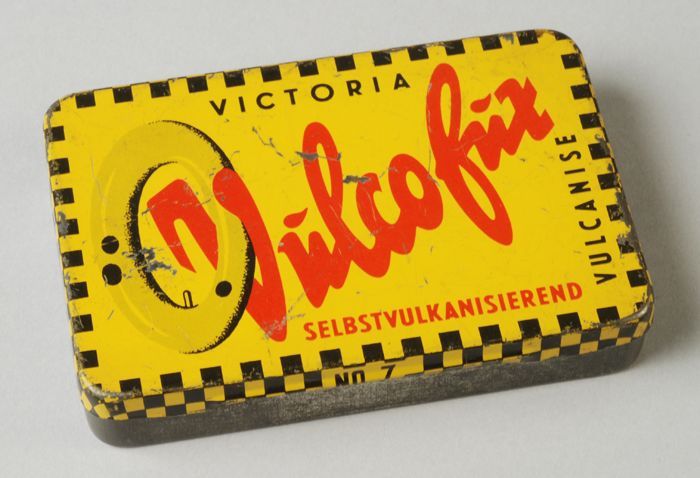 VICTORIA
Vulcofix
SELBSTVULKANISIEREND
VULCANISE
NO 7